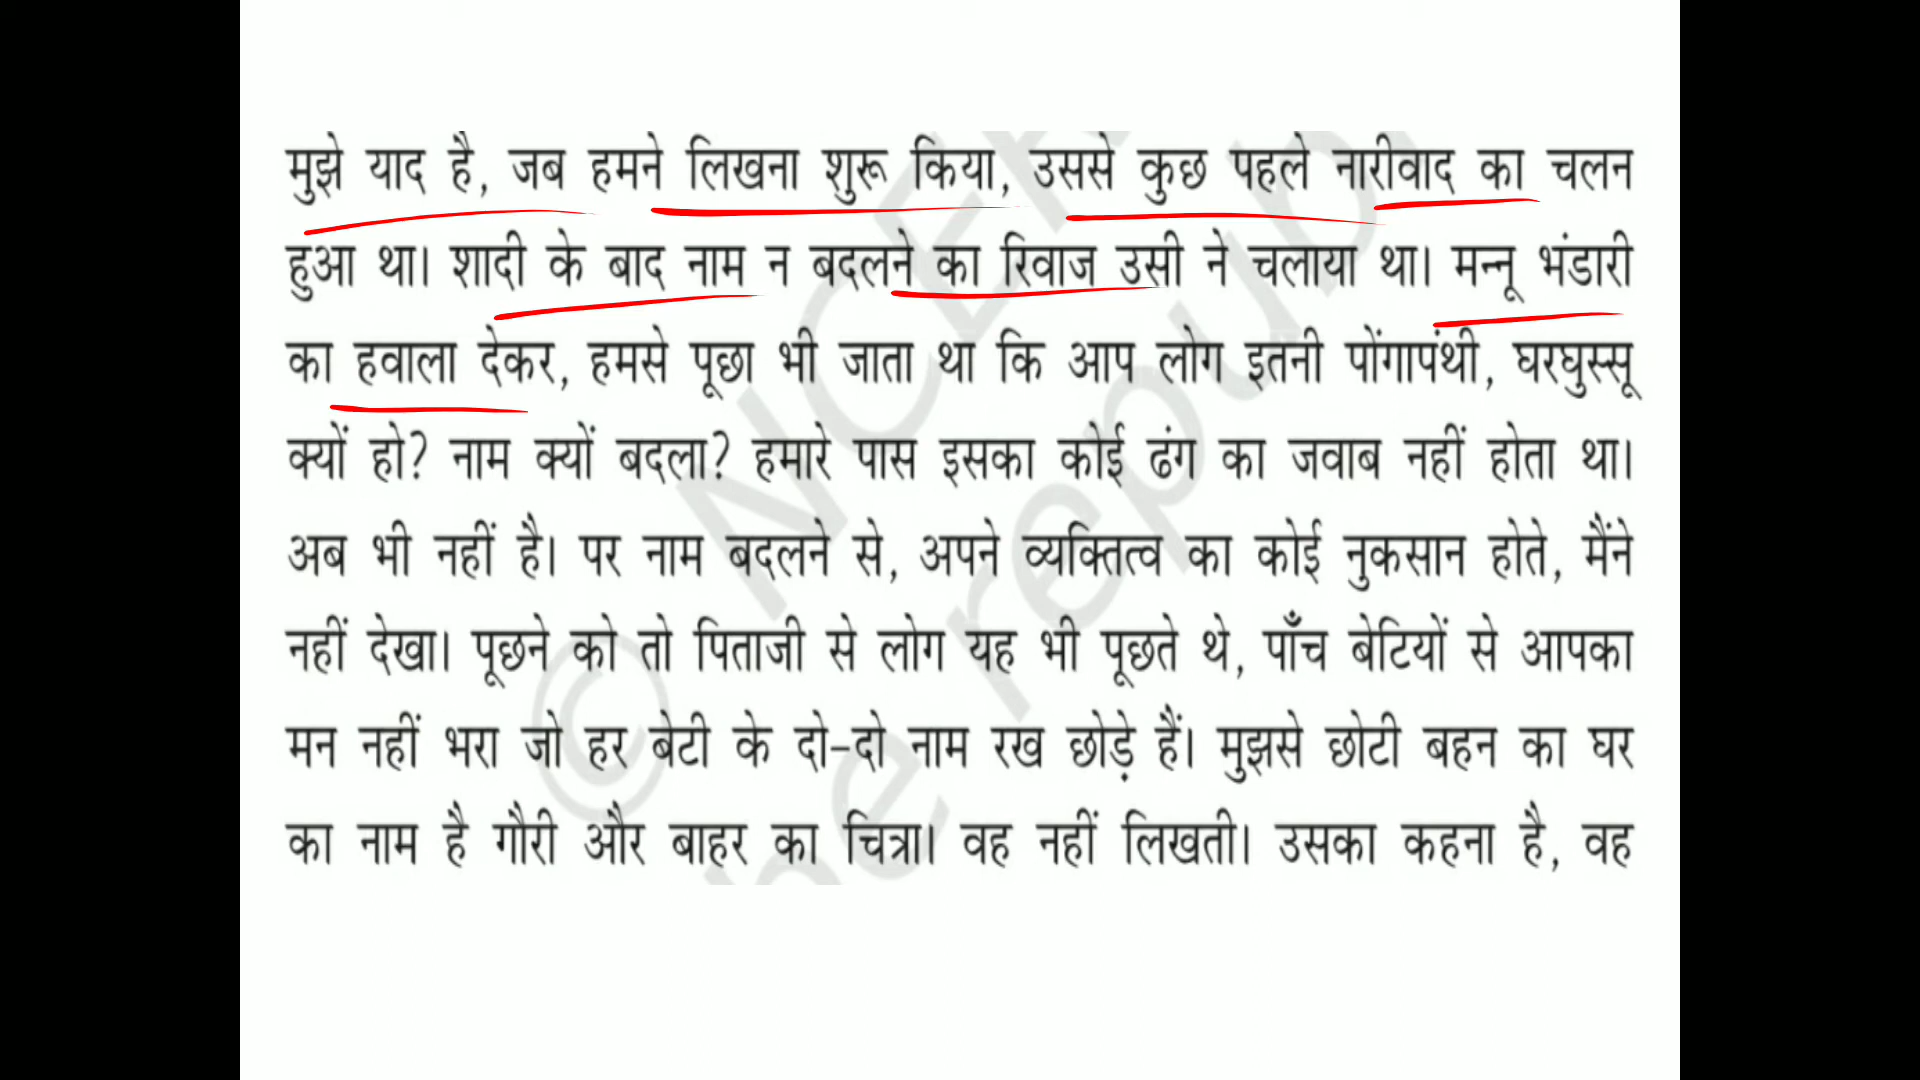 मुझे याद है, जब हमने लिखना शुरू किया, उससे कुछ पहले नारीवाद का चलन
हुआ था। शादी के बाद नाम न बदलने का रिवाज उसी ने चलाया था। मन्नू भंडारी
का हवाला देकर, हमसे पूछा भी जाता था कि आप लोग इतनी पोंगापंथी, घरघुस्सू
क्यों हो? नाम क्यों बदला? हमारे पास इसका कोई ढंग का जवाब नहीं होता था।
अब भी नहीं है। पर नाम बदलने से, अपने व्यक्तित्व का कोई नुकसान होते, मैंने
नहीं देखा। पूछने को तो पिताजी से लोग यह भी पूछते थे, पाँच बेटियों से आपका
मन नहीं भरा जो हर बेटी के दो-दो नाम रख छोड़े हैं। मुझसे छोटी बहन का घर
का नाम है गौरी और बाहर का चित्रा। वह नहीं लिखती। उसका कहना है, वह